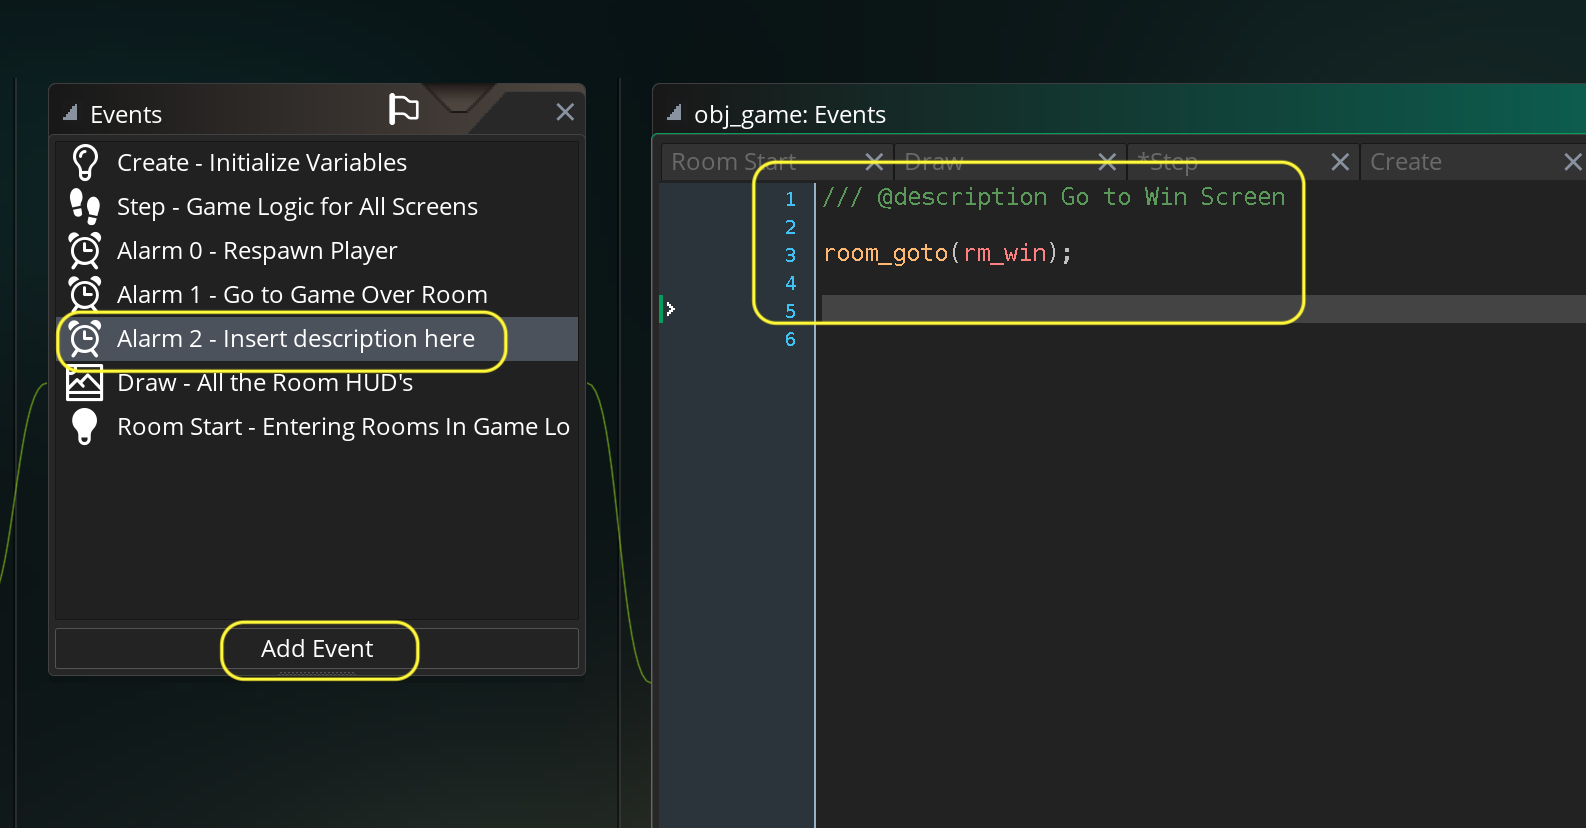 Events
Create - Initialize Variables
Step - Game Logic for All Screens
Alarm 0 - Respawn Player
Alarm 1 - Go to Game Over Room
Alarm 2 - Insert description here
Draw - All the Room HUD's
Room Start - Entering Rooms In Game Lo
Add Event
obj_game: Events
Room Start Draw *Step Create
1 /// @description Go to Win Screen
2
3 room_goto(rm_win);
4
5
6